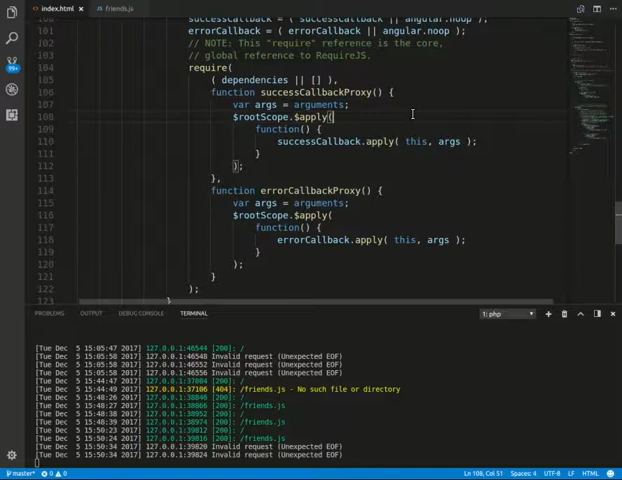 index.html ×
friends.js
99+
100
successCallback = ( successCallback || angular.noop );
101
errorCallback = ( errorCallback || angular.noop );
102
// NOTE: This "require" reference is the core,
103
// global reference to RequireJS.
104
require(
105
( dependencies || [] ),
106
function successCallbackProxy() {
107
var args = arguments;
108
$rootScope.$apply(
109
function() {
110
successCallback.apply( this, args );
111
}
112
);
113
},
114
function errorCallbackProxy() {
115
var args = arguments;
116
$rootScope.$apply(
117
function() {
118
errorCallback.apply( this, args );
119
}
120
);
121
}
122
);
123
}
PROBLEMS OUTPUT DEBUG CONSOLE TERMINAL 1: php
[Tue Dec 5 15:05:47 2017] 127.0.0.1:46544 [200]: /
[Tue Dec 5 15:05:58 2017] 127.0.0.1:46548 Invalid request (Unexpected EOF)
[Tue Dec 5 15:05:58 2017] 127.0.0.1:46552 Invalid request (Unexpected EOF)
[Tue Dec 5 15:05:58 2017] 127.0.0.1:46556 Invalid request (Unexpected EOF)
[Tue Dec 5 15:44:47 2017] 127.0.0.1:37084 [200]: /
[Tue Dec 5 15:44:49 2017] 127.0.0.1:37106 [404]: /friends.js - No such file or directory
[Tue Dec 5 15:48:26 2017] 127.0.0.1:38846 [200]: /
[Tue Dec 5 15:48:27 2017] 127.0.0.1:38866 [200]: /friends.js
[Tue Dec 5 15:48:38 2017] 127.0.0.1:38952 [200]: /
[Tue Dec 5 15:48:39 2017] 127.0.0.1:38974 [200]: /friends.js
[Tue Dec 5 15:50:23 2017] 127.0.0.1:39812 [200]: /
[Tue Dec 5 15:50:24 2017] 127.0.0.1:39816 [200]: /friends.js
[Tue Dec 5 15:50:34 2017] 127.0.0.1:39820 Invalid request (Unexpected EOF)
[Tue Dec 5 15:50:34 2017] 127.0.0.1:39824 Invalid request (Unexpected EOF)
master* 0 0 Ln 108, Col 51 Spaces: 4 UTF-8 LF HTML